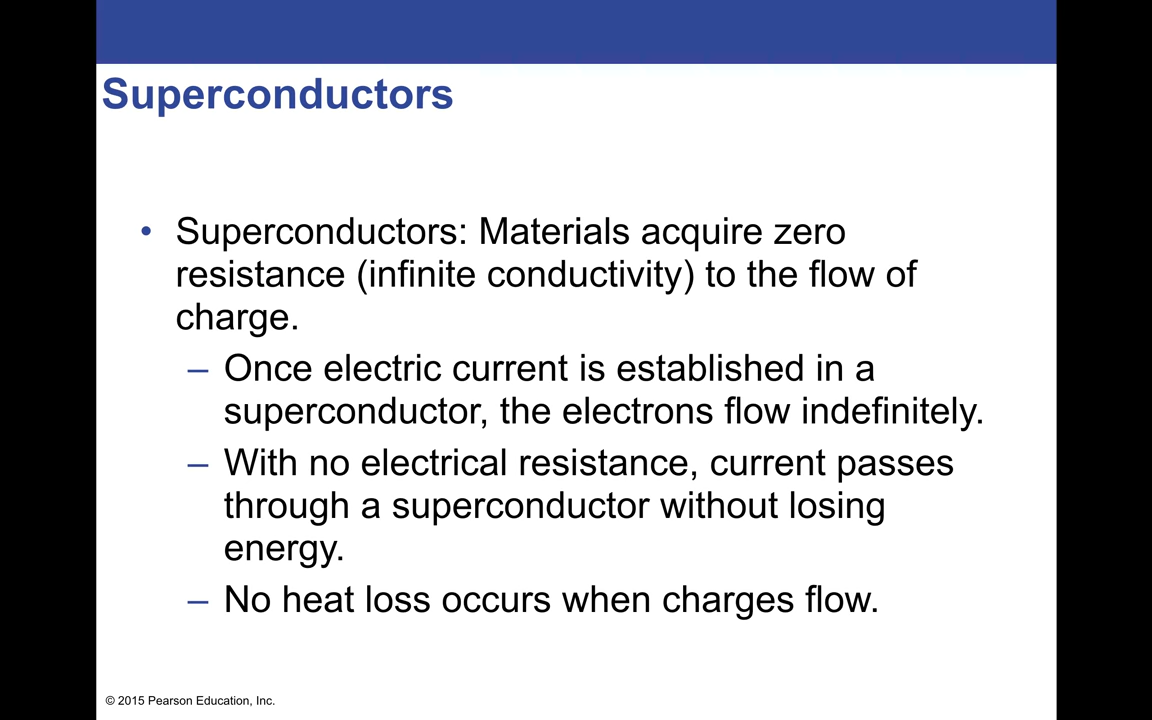 Superconductors
• Superconductors: Materials acquire zero
resistance (infinite conductivity) to the flow of
charge.
– Once electric current is established in a
superconductor, the electrons flow indefinitely.
– With no electrical resistance, current passes
through a superconductor without losing
energy.
– No heat loss occurs when charges flow.
© 2015 Pearson Education, Inc.